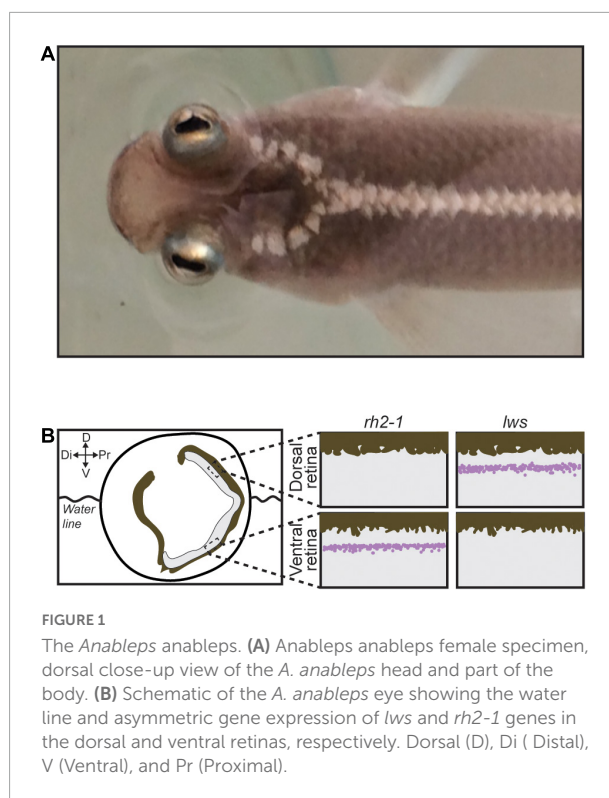 A
B
rh2-1
lws
D
Di
Pr
V
Water
line
Dorsal
retina
Ventral
retina
FIGURE 1
The Anableps anableps. (A) Anableps anableps female specimen,
dorsal close-up view of the A. anableps head and part of the
body. (B) Schematic of the A. anableps eye showing the water
line and asymmetric gene expression of lws and rh2-1 genes in
the dorsal and ventral retinas, respectively. Dorsal (D), Di ( Distal),
V (Ventral), and Pr (Proximal).